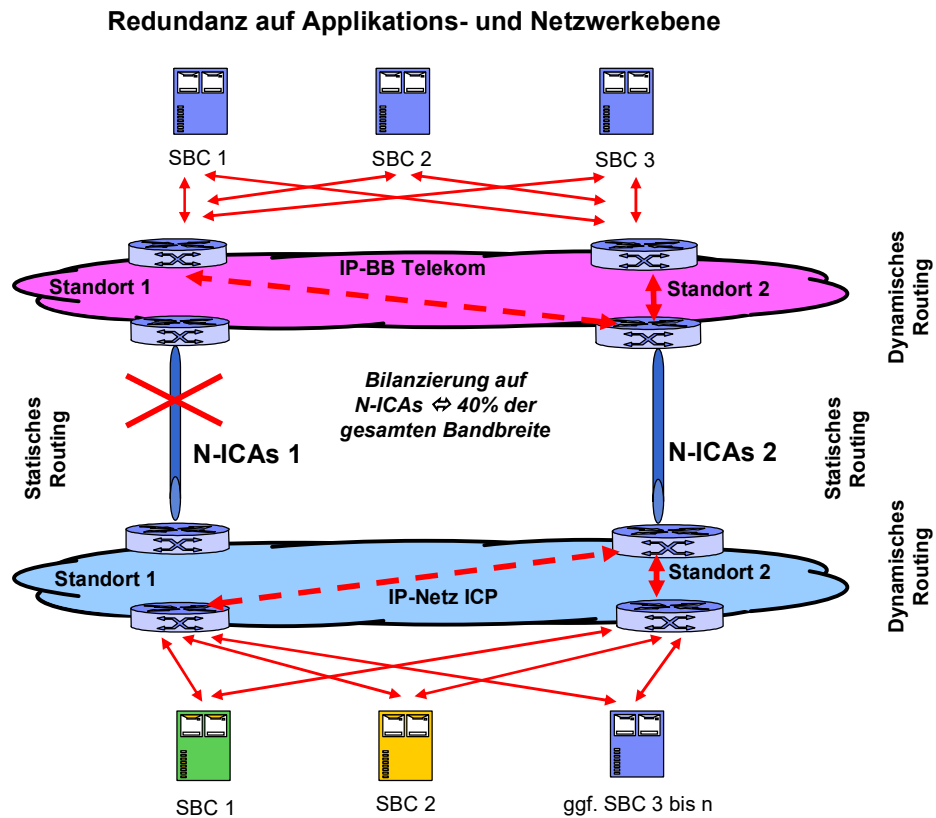 Redundanz auf Applikations- und Netzwerkebene
SBC 1
SBC 2
SBC 3
IP-BB Telekom
Standort 1
Standort 2
Dynamisches
Routing
Bilanzierung auf
N-ICAs ⇔ 40% der
gesamten Bandbreite
Statisches
Routing
N-ICAs 1
N-ICAs 2
Statisches
Routing
Standort 1
Standort 2
IP-Netz ICP
Dynamisches
Routing
SBC 1
SBC 2
ggf. SBC 3 bis n